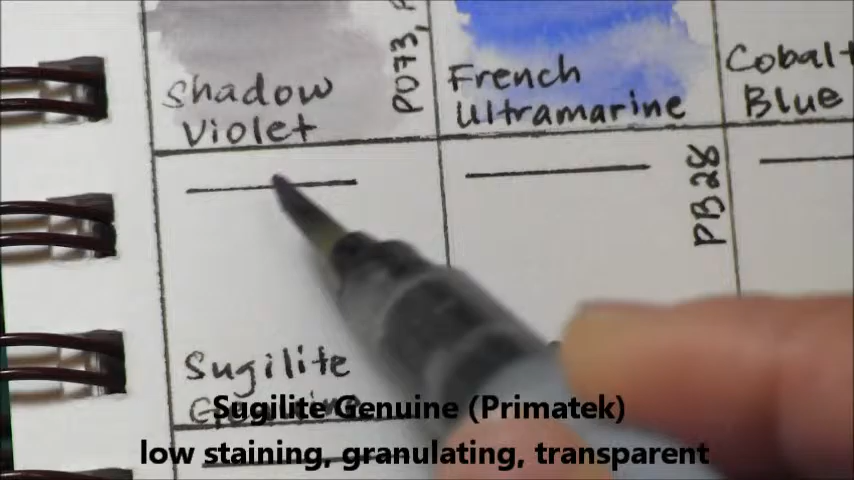 Shadow
Violet
PO73,
French
Ultramarine
Cobalt
Blue
PB28
Sugilite
Sugilite Genuine (Primatek)
low staining, granulating, transparent